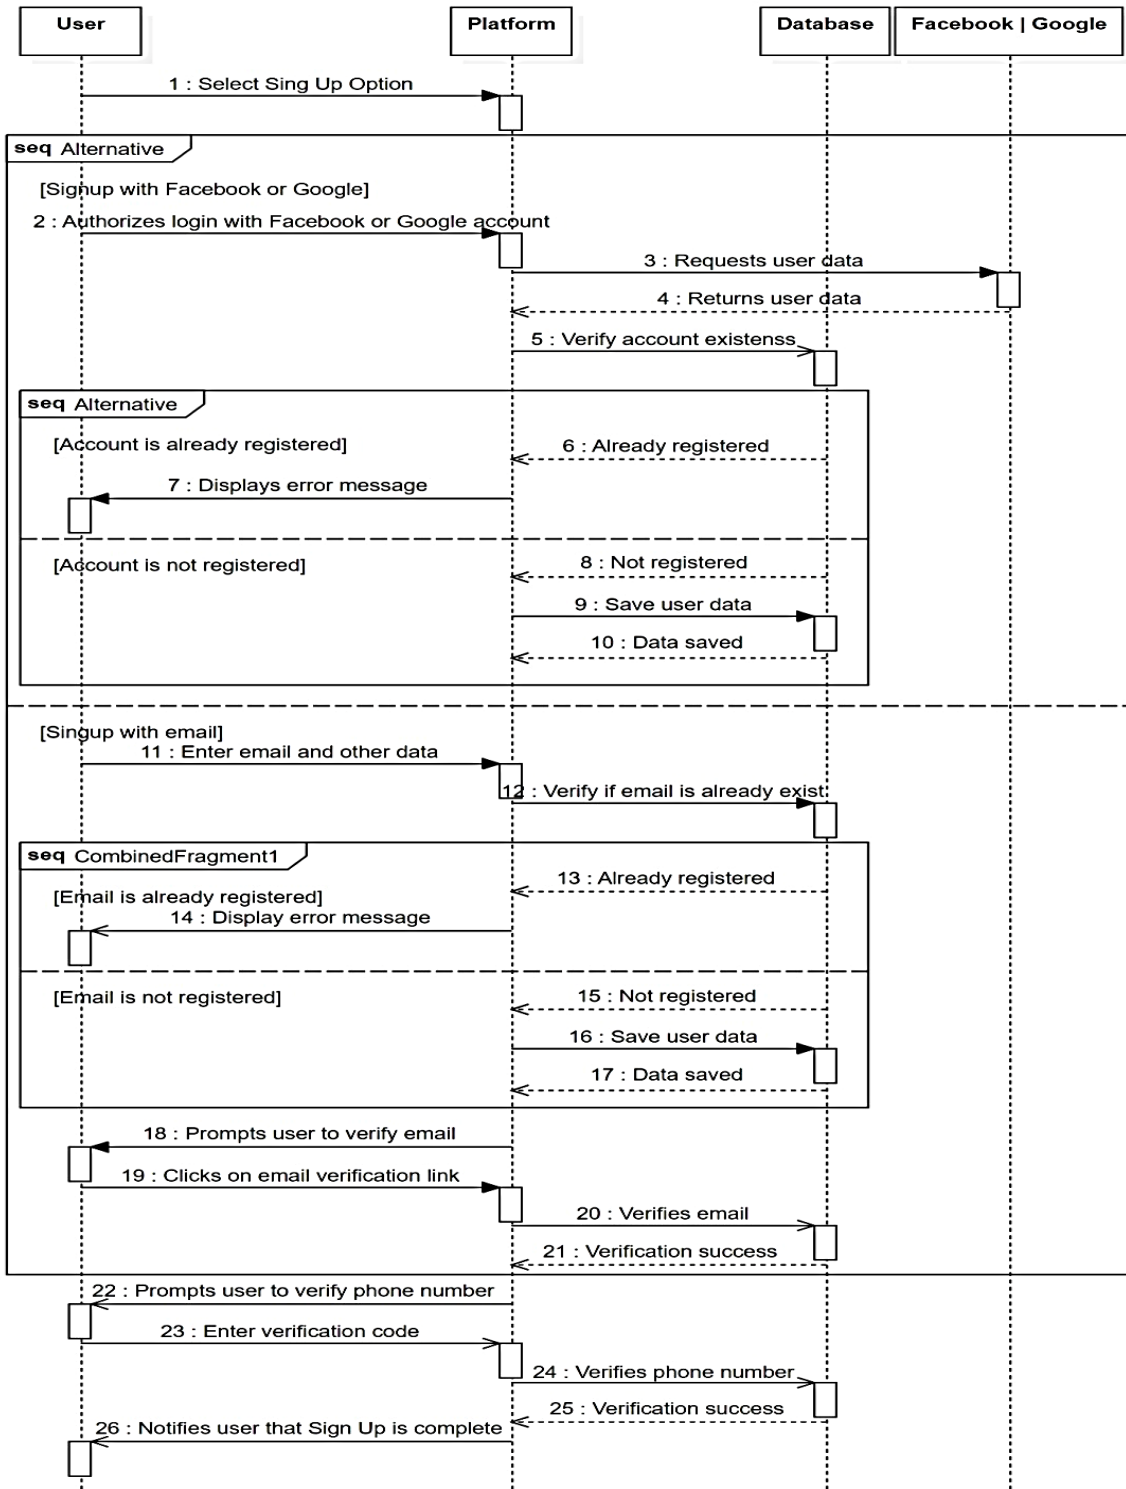 User
Platform
Database
Facebook | Google
1 : Select Sing Up Option
seq Alternative
[Signup with Facebook or Google]
2 : Authorizes login with Facebook or Google account
3 : Requests user data
4 : Returns user data
5 : Verify account existenss
seq Alternative
[Account is already registered]
6 : Already registered
7 : Displays error message
[Account is not registered]
8 : Not registered
9 : Save user data
10 : Data saved
[Singup with email]
11 : Enter email and other data
12 : Verify if email is already exist
seq CombinedFragment1
13 : Already registered
[Email is already registered]
14 : Display error message
[Email is not registered]
15 : Not registered
16 : Save user data
17 : Data saved
18 : Prompts user to verify email
19 : Clicks on email verification link
20 : Verifies email
21 : Verification success
22 : Prompts user to verify phone number
23 : Enter verification code
24 : Verifies phone number
25 : Verification success
26 : Notifies user that Sign Up is complete